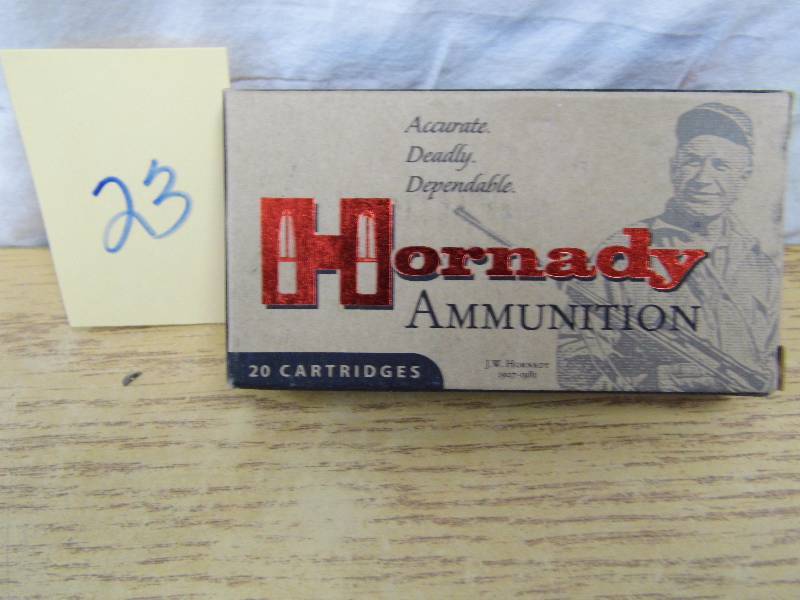 23
Accurate.
Deadly.
Dependable.
Hornady
AMMUNITION
20 CARTRIDGES
J.W. HORNADY